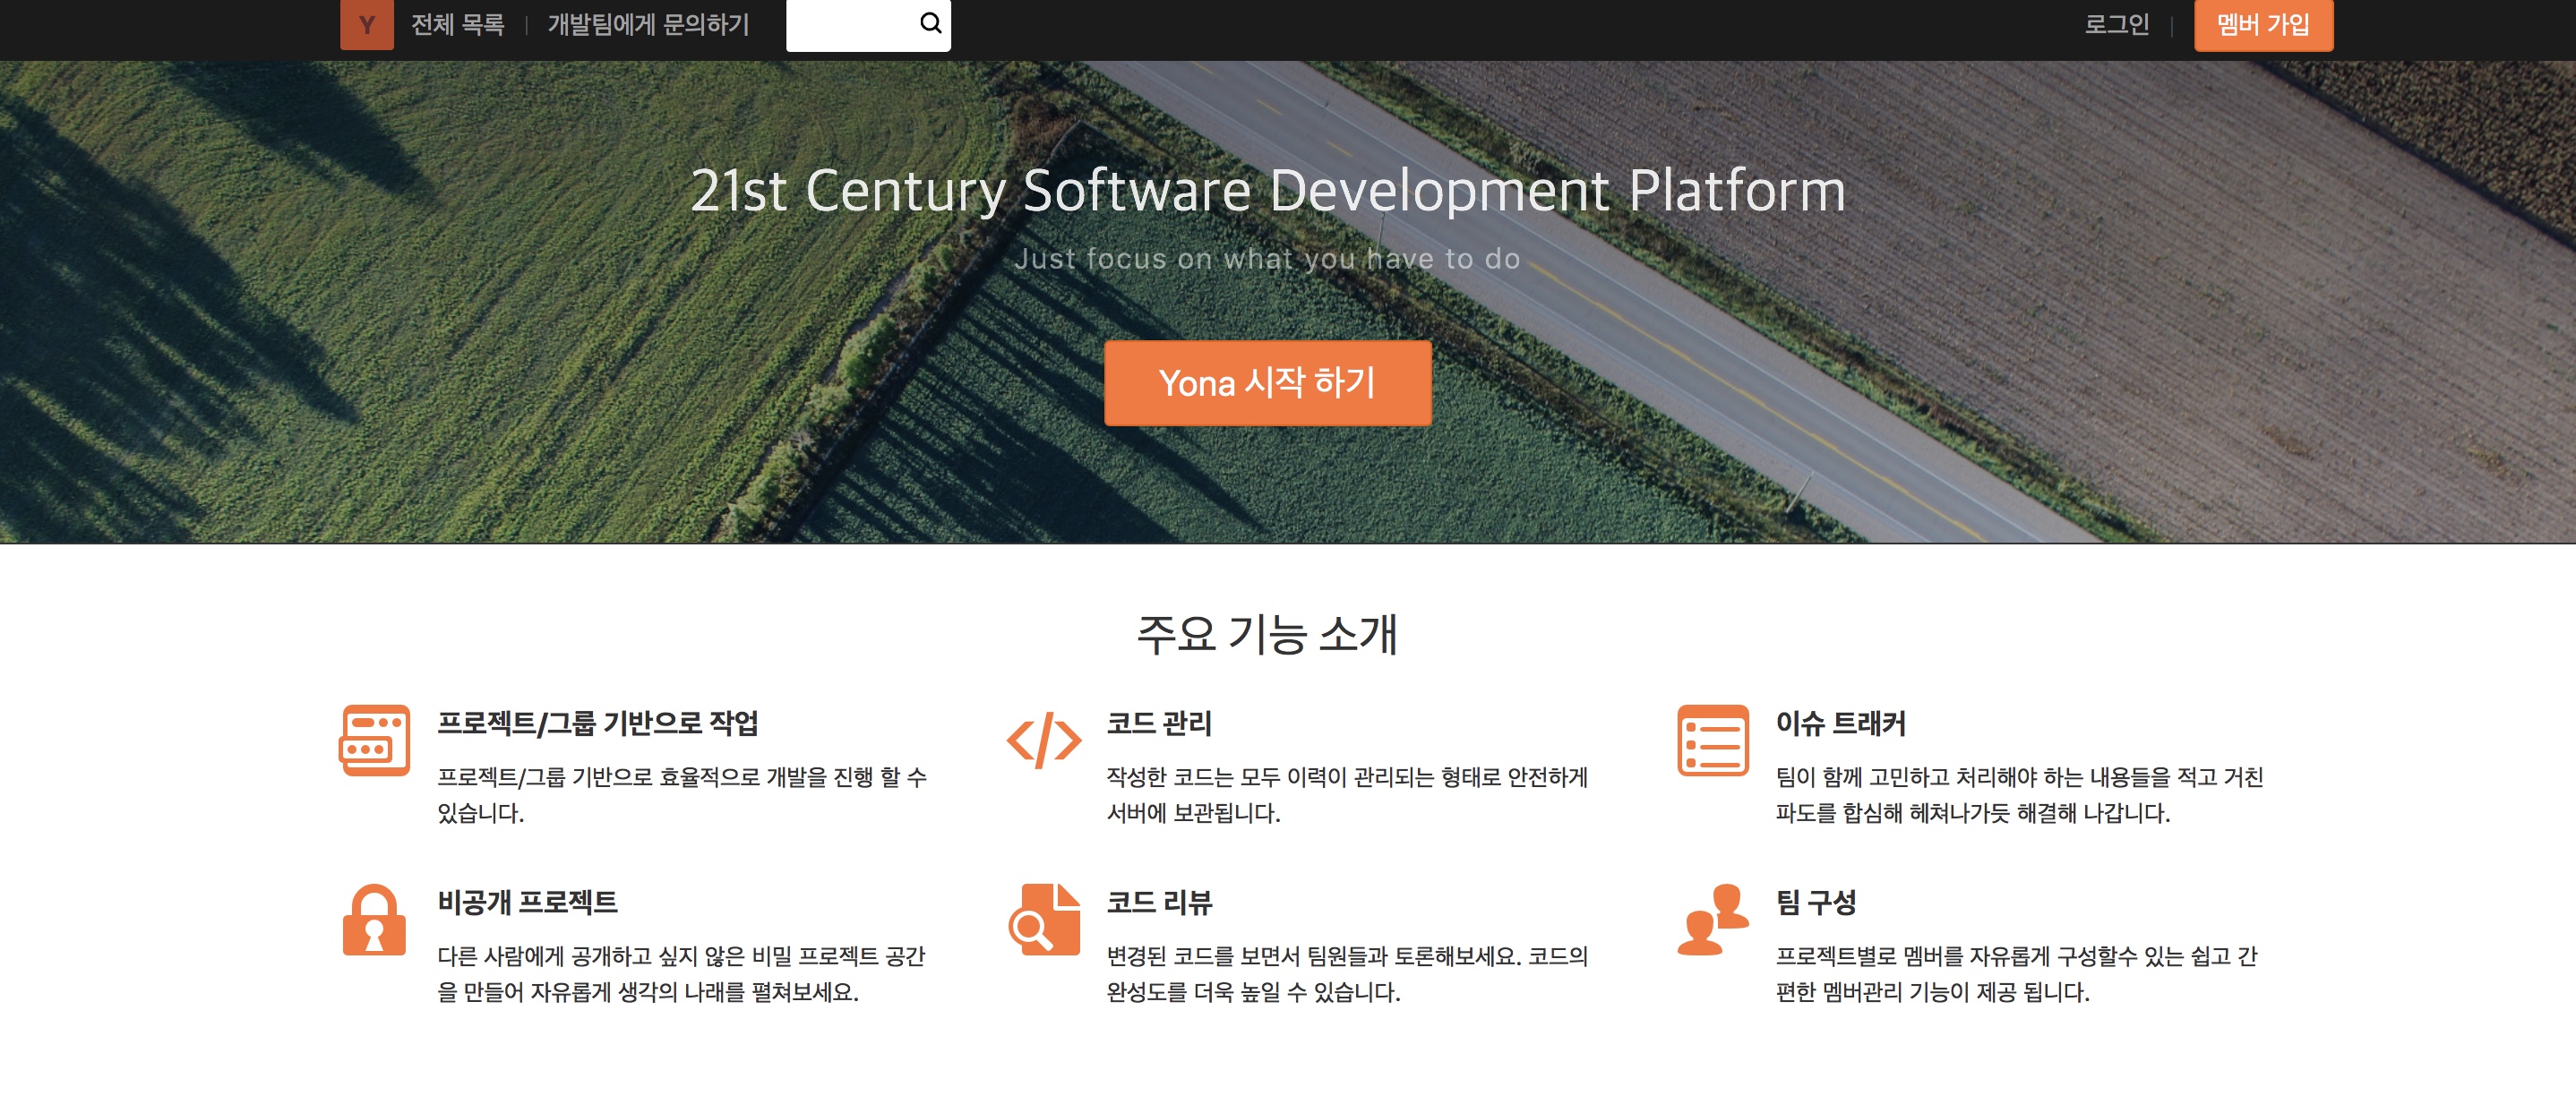 Y 전체 목록 | 개발팀에게 문의하기 로그인 | 멤버 가입
21st Century Software Development Platform
Just focus on what you have to do
Yona 시작 하기
주요 기능 소개
프로젝트/그룹 기반으로 작업
프로젝트/그룹 기반으로 효율적으로 개발을 진행 할 수
있습니다.
코드 관리
작성한 코드는 모두 이력이 관리되는 형태로 안전하게
서버에 보관됩니다.
이슈 트래커
팀이 함께 고민하고 처리해야 하는 내용들을 적고 거친
파도를 합심해 헤쳐나가듯 해결해 나갑니다.
비공개 프로젝트
다른 사람에게 공개하고 싶지 않은 비밀 프로젝트 공간
을 만들어 자유롭게 생각의 나래를 펼쳐보세요.
코드 리뷰
변경된 코드를 보면서 팀원들과 토론해보세요. 코드의
완성도를 더욱 높일 수 있습니다.
팀 구성
프로젝트별로 멤버를 자유롭게 구성할수 있는 쉽고 간
편한 멤버관리 기능이 제공 됩니다.